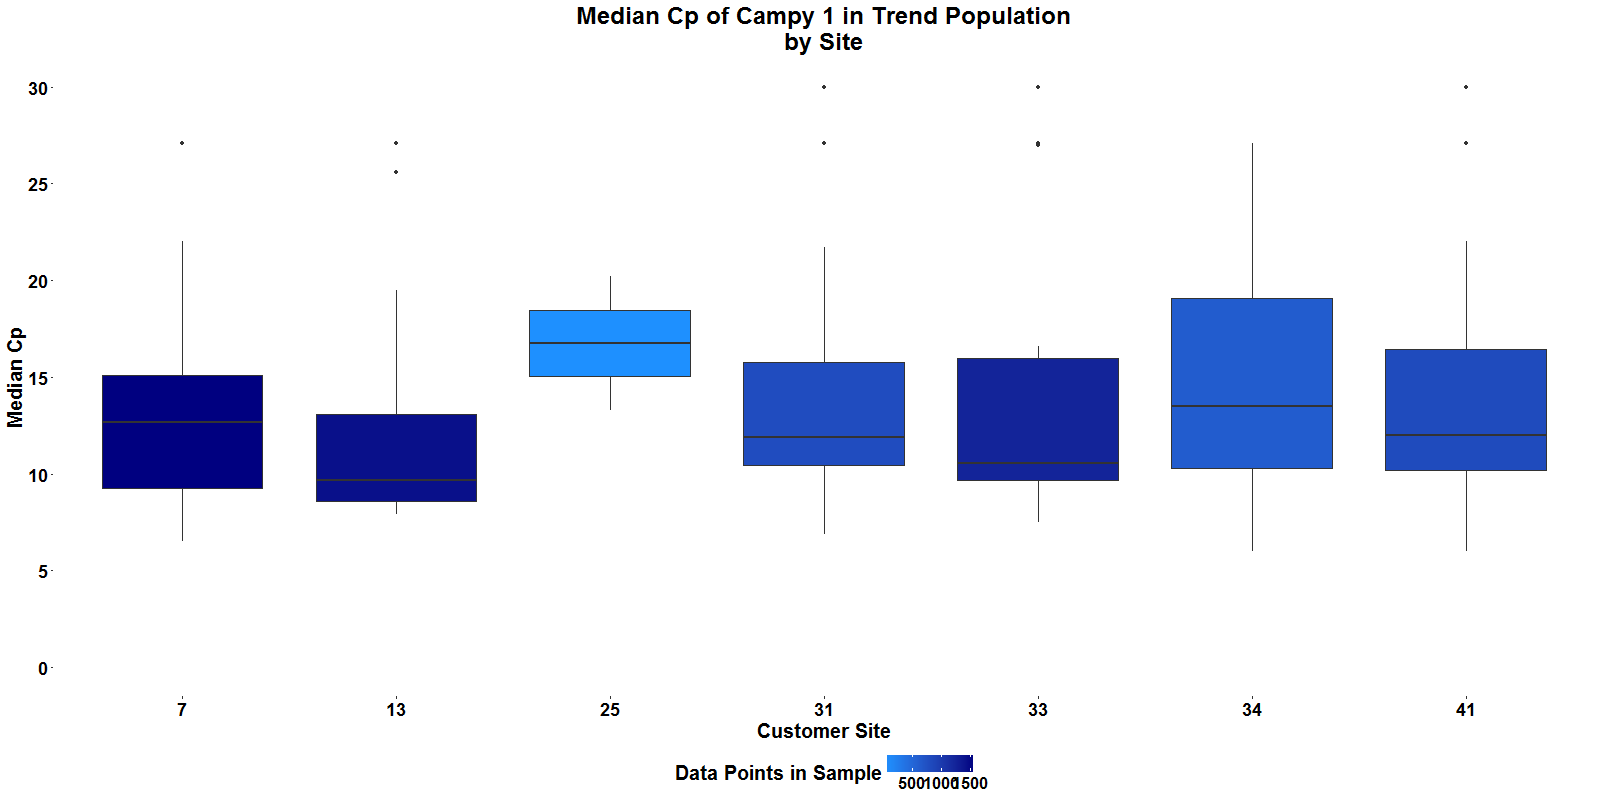 Median Cp of Campy 1 in Trend Population
by Site
30
25
20
15
10
5
0
Median Cp
7 13 25 31 33 34 41
Customer Site
Data Points in Sample
500 1000 1500